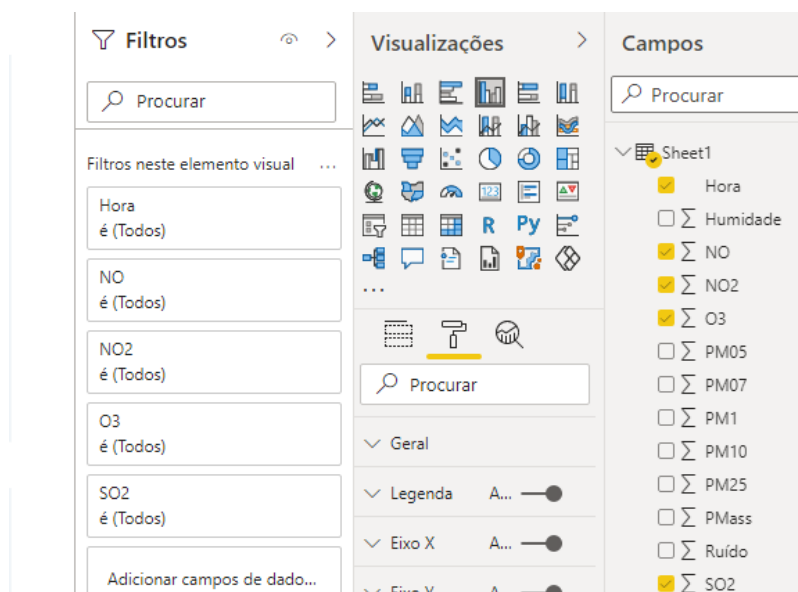 Filtros
Procurar
Filtros neste elemento visual ...
Hora
é (Todos)
NO
é (Todos)
NO2
é (Todos)
O3
é (Todos)
SO2
é (Todos)
Adicionar campos de dado...
Visualizações
123
R
Py
...
Procurar
Geral
Legenda A...
Eixo X A...
Eixo Y A...
Campos
Procurar
Sheet1
Hora
Humidade
NO
NO2
O3
PM05
PM07
PM1
PM10
PM25
PMass
Ruído
SO2